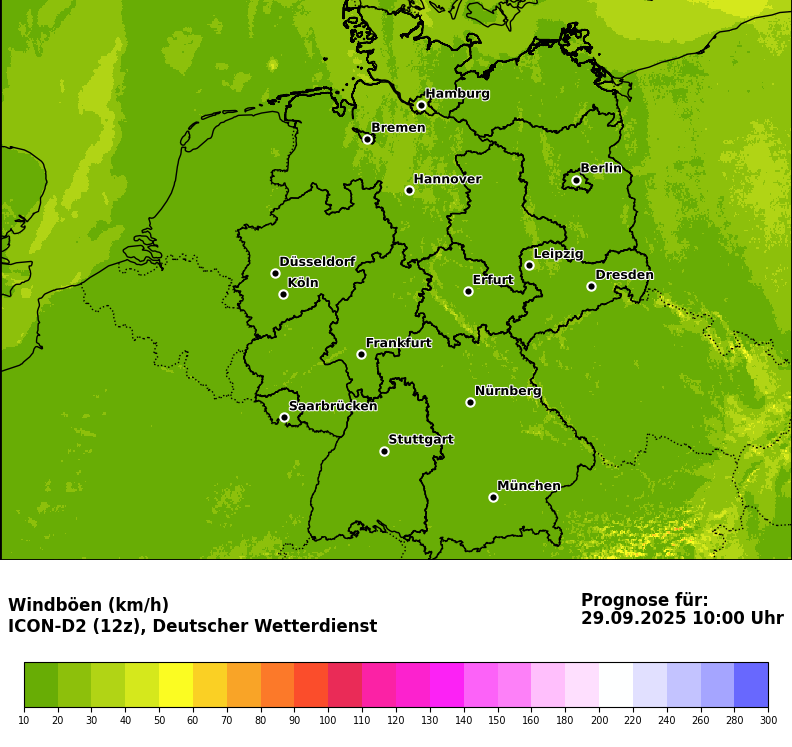 Hamburg
Bremen
Berlin
Hannover
Leipzig
Düsseldorf
Dresden
Köln
Erfurt
Frankfurt
Nürnberg
Saarbrücken
Stuttgart
München
Windböen (km/h)
ICON-D2 (12z), Deutscher Wetterdienst
Prognose für:
29.09.2025 10:00 Uhr
10 20 30 40 50 60 70 80 90 100 110 120 130 140 150 160 180 200 220 240 260 280 300